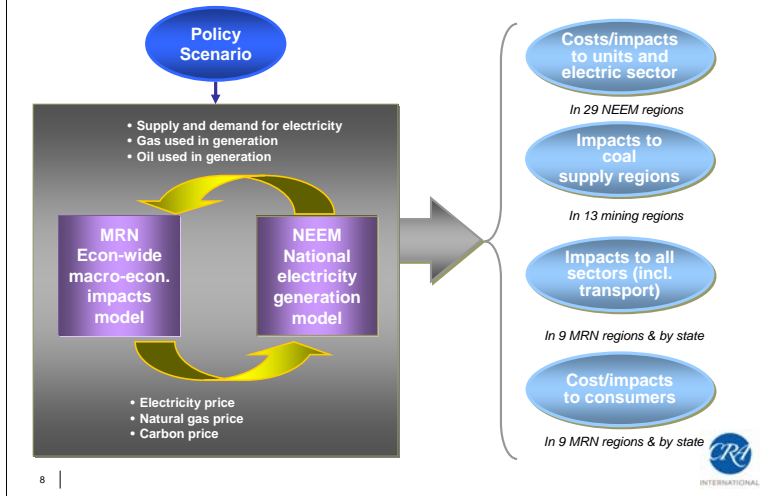 Policy
Scenario
• Supply and demand for electricity
• Gas used in generation
• Oil used in generation
MRN
Econ-wide
macro-econ.
impacts
model
NEEM
National
electricity
generation
model
• Electricity price
• Natural gas price
• Carbon price
Costs/impacts
to units and
electric sector
In 29 NEEM regions
Impacts to
coal
supply regions
In 13 mining regions
Impacts to all
sectors (incl.
transport)
In 9 MRN regions & by state
Cost/impacts
to consumers
In 9 MRN regions & by state
8
CRA
INTERNATIONAL